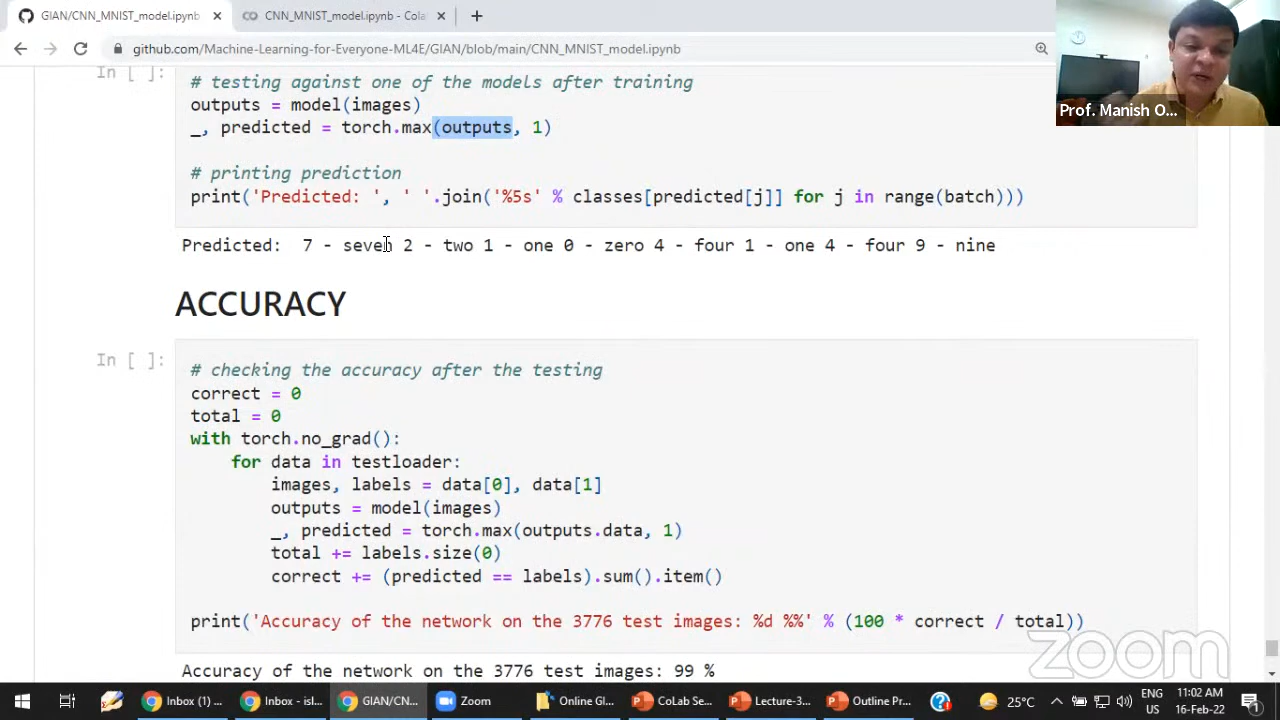 GIAN/CNN_MNIST_model.ipynb
CNN_MNIST_model.ipynb - Cola
github.com/Machine-Learning-for-Everyone-ML4E/GIAN/blob/main/CNN_MNIST_model.ipynb
Prof. Manish O...
In [ ]:
# testing against one of the models after training
outputs = model(images)
_, predicted = torch.max(outputs, 1)
# printing prediction
print('Predicted: ', ' '.join('%5s' % classes[predicted[j]] for j in range(batch)))
Predicted: 7 - seven 2 - two 1 - one 0 - zero 4 - four 1 - one 4 - four 9 - nine
ACCURACY
In [ ]:
# checking the accuracy after the testing
correct = 0
total = 0
with torch.no_grad():
for data in testloader:
images, labels = data[0], data[1]
outputs = model(images)
_, predicted = torch.max(outputs.data, 1)
total += labels.size(0)
correct += (predicted == labels).sum().item()
print('Accuracy of the network on the 3776 test images: %d %%' % (100 * correct / total))
Accuracy of the network on the 3776 test images: 99 %
zoom
Inbox (1) ...
Inbox - isl...
GIAN/CN...
Zoom
Online Gl...
CoLab Se...
Lecture-3...
Outline Pr...
25°C
ENG
US
11:02 AM
16-Feb-22
1